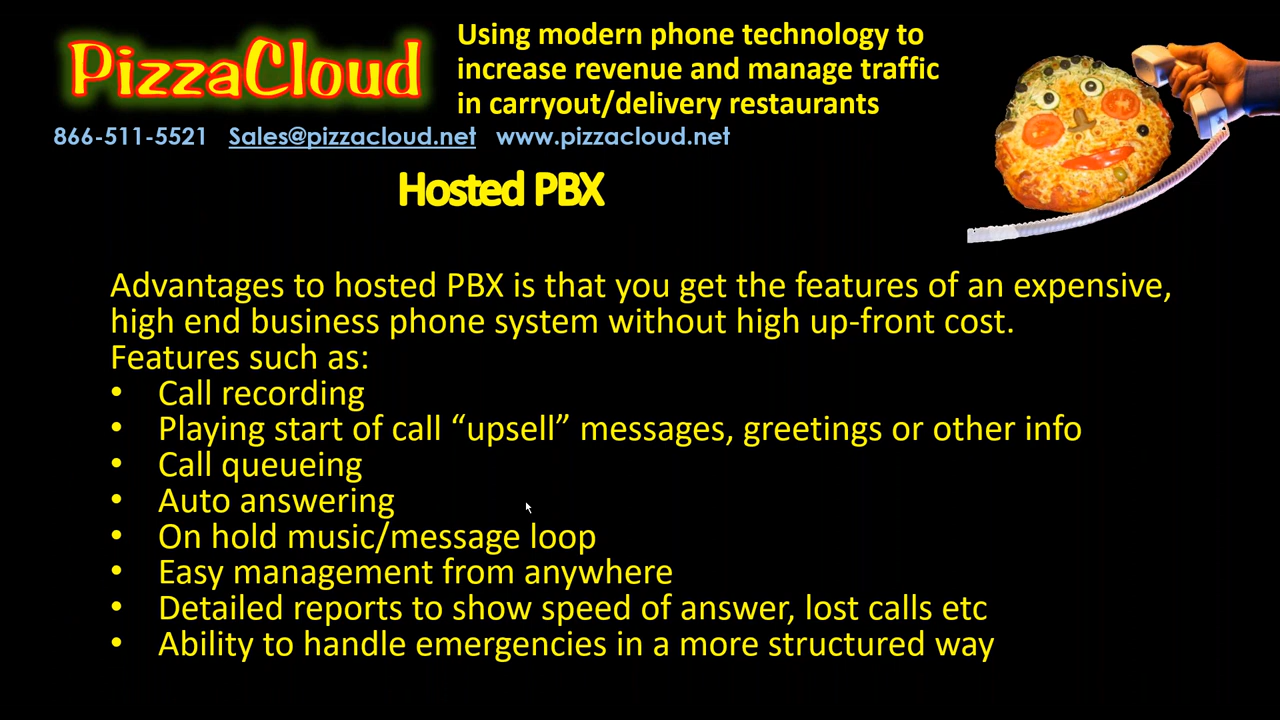 PizzaCloud
Using modern phone technology to
increase revenue and manage traffic
in carryout/delivery restaurants
866-511-5521 Sales@pizzacloud.net www.pizzacloud.net
Hosted PBX
Advantages to hosted PBX is that you get the features of an expensive,
high end business phone system without high up-front cost.
Features such as:
• Call recording
• Playing start of call “upsell” messages, greetings or other info
• Call queueing
• Auto answering
• On hold music/message loop
• Easy management from anywhere
• Detailed reports to show speed of answer, lost calls etc
• Ability to handle emergencies in a more structured way